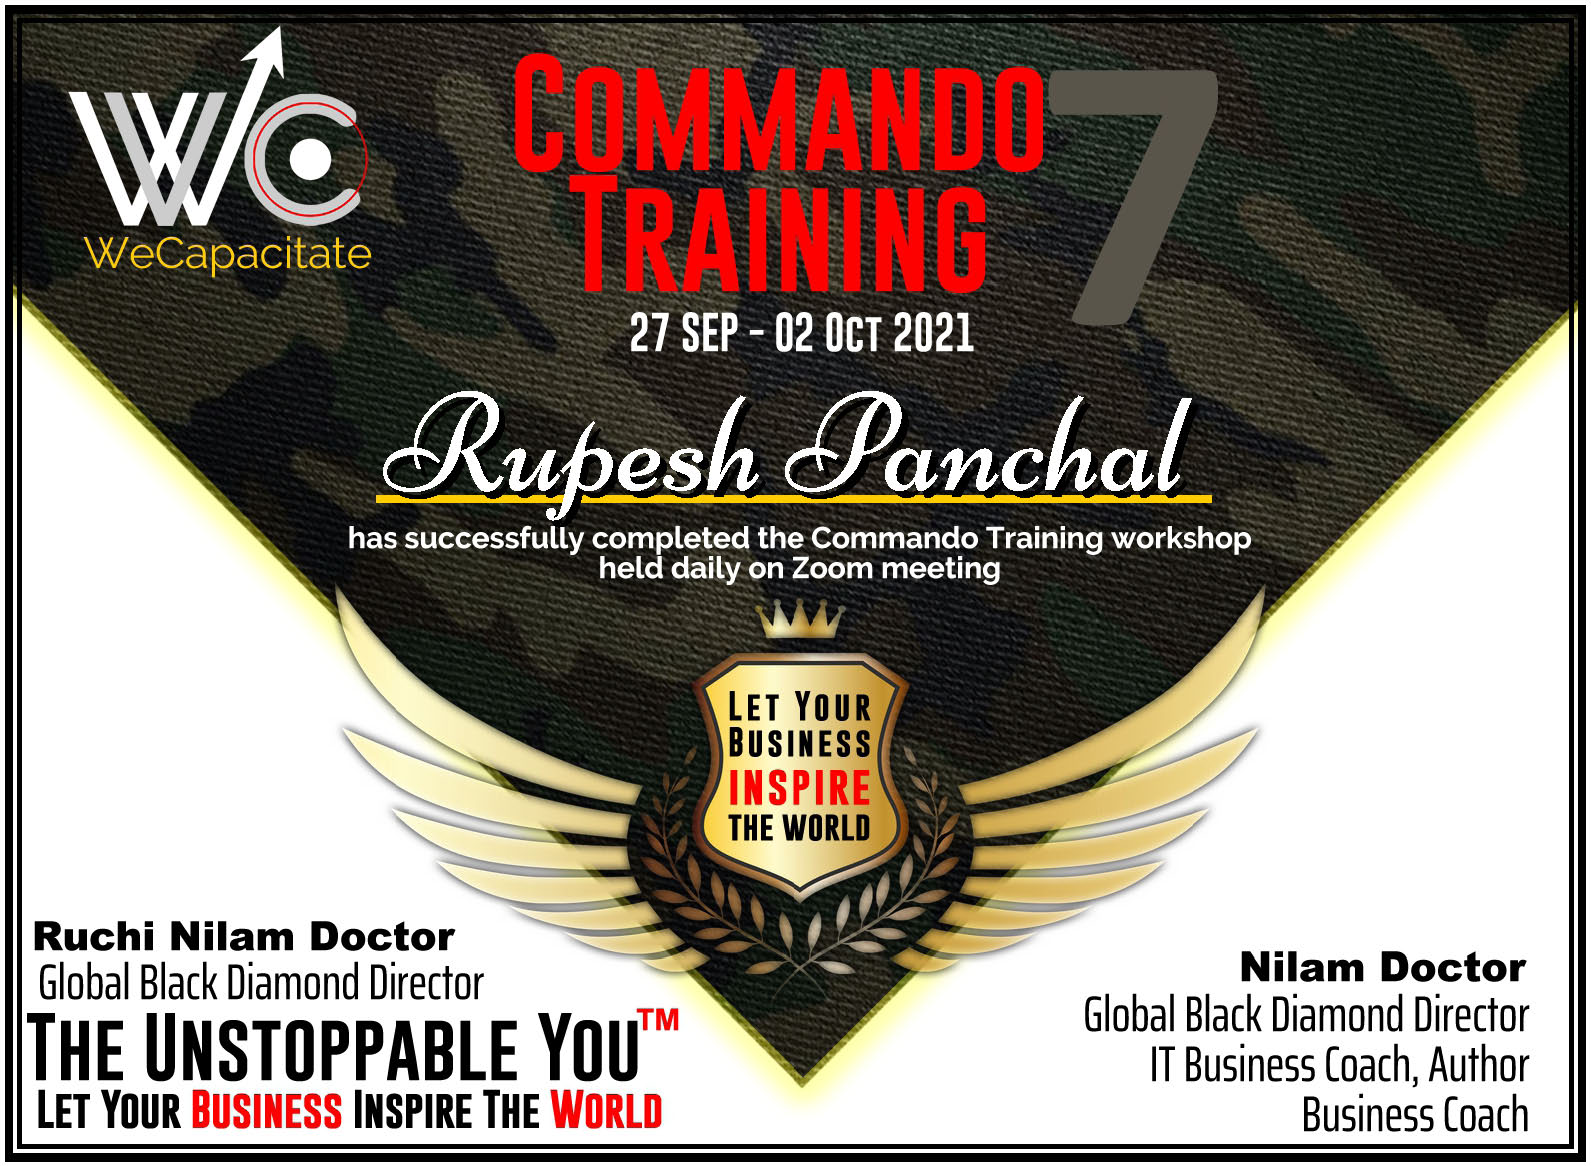 WC
WeCapacitate
COMMANDO 7
TRAINING
27 SEP - 02 OCT 2021
Rupesh Panchal
has successfully completed the Commando Training workshop
held daily on Zoom meeting
LET YOUR
BUSINESS
INSPIRE
THE WORLD
Ruchi Nilam Doctor
Global Black Diamond Director
THE UNSTOPPABLE YOU™
LET YOUR BUSINESS INSPIRE THE WORLD
Nilam Doctor
Global Black Diamond Director
IT Business Coach, Author
Business Coach